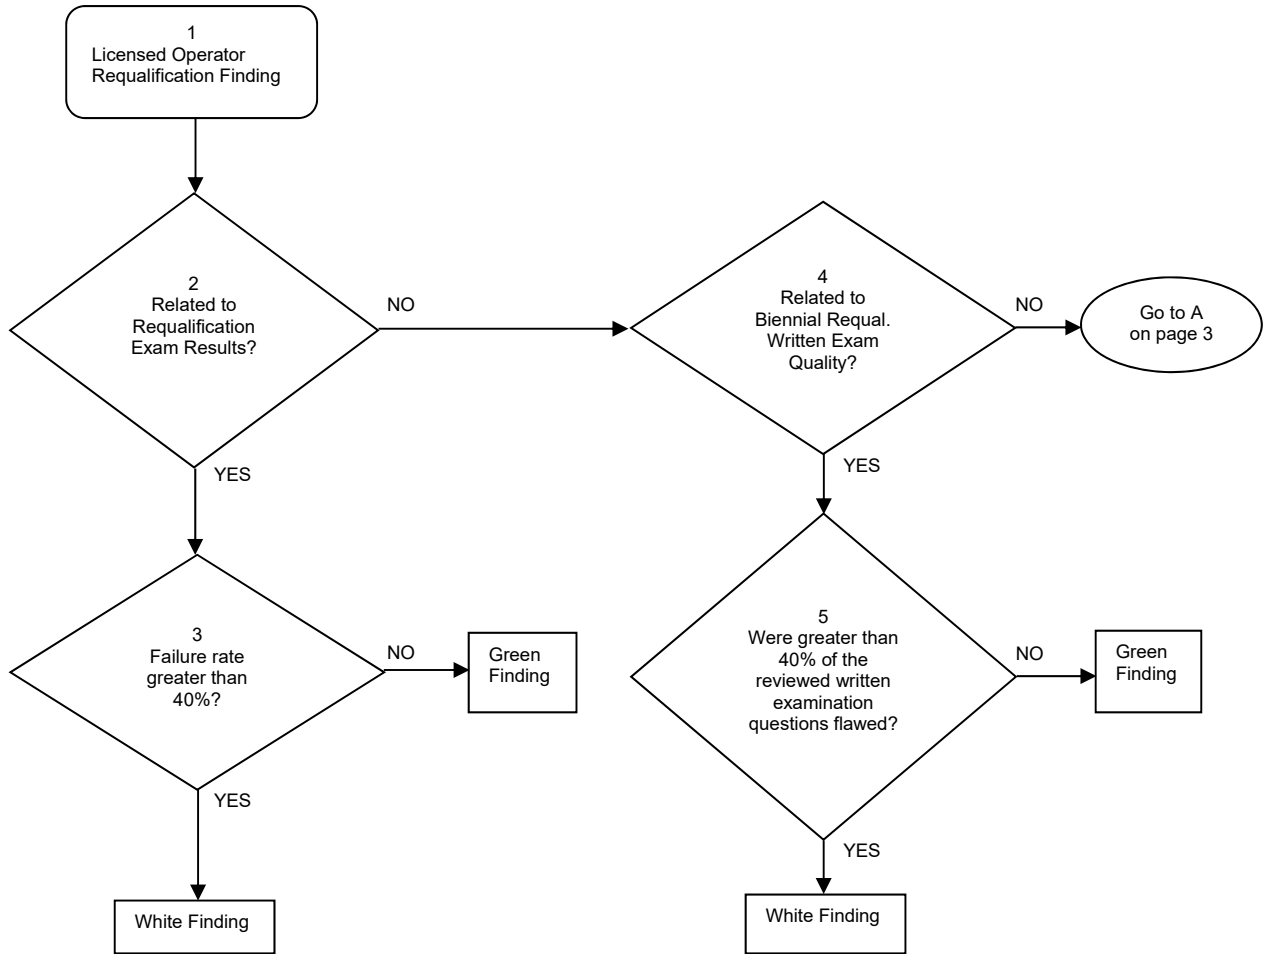 1
Licensed Operator
Requalification Finding
2
Related to
Requalification
Exam Results?
NO
4
Related to
Biennial Requal.
Written Exam
Quality?
NO
Go to A
on page 3
YES
YES
3
Failure rate
greater than
40%?
NO
Green
Finding
5
Were greater than
40% of the
reviewed written
examination
questions flawed?
NO
Green
Finding
YES
YES
White Finding
White Finding